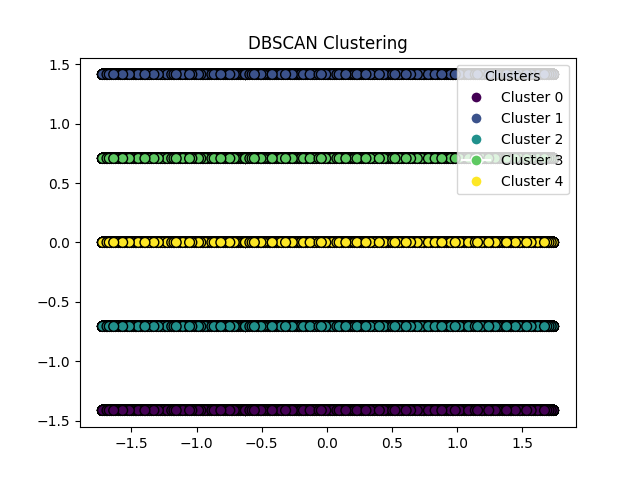 DBSCAN Clustering
1.5
1.0
0.5
0.0
−0.5
−1.0
−1.5
Clusters
Cluster 0
Cluster 1
Cluster 2
Cluster 3
Cluster 4
−1.5 −1.0 −0.5 0.0 0.5 1.0 1.5